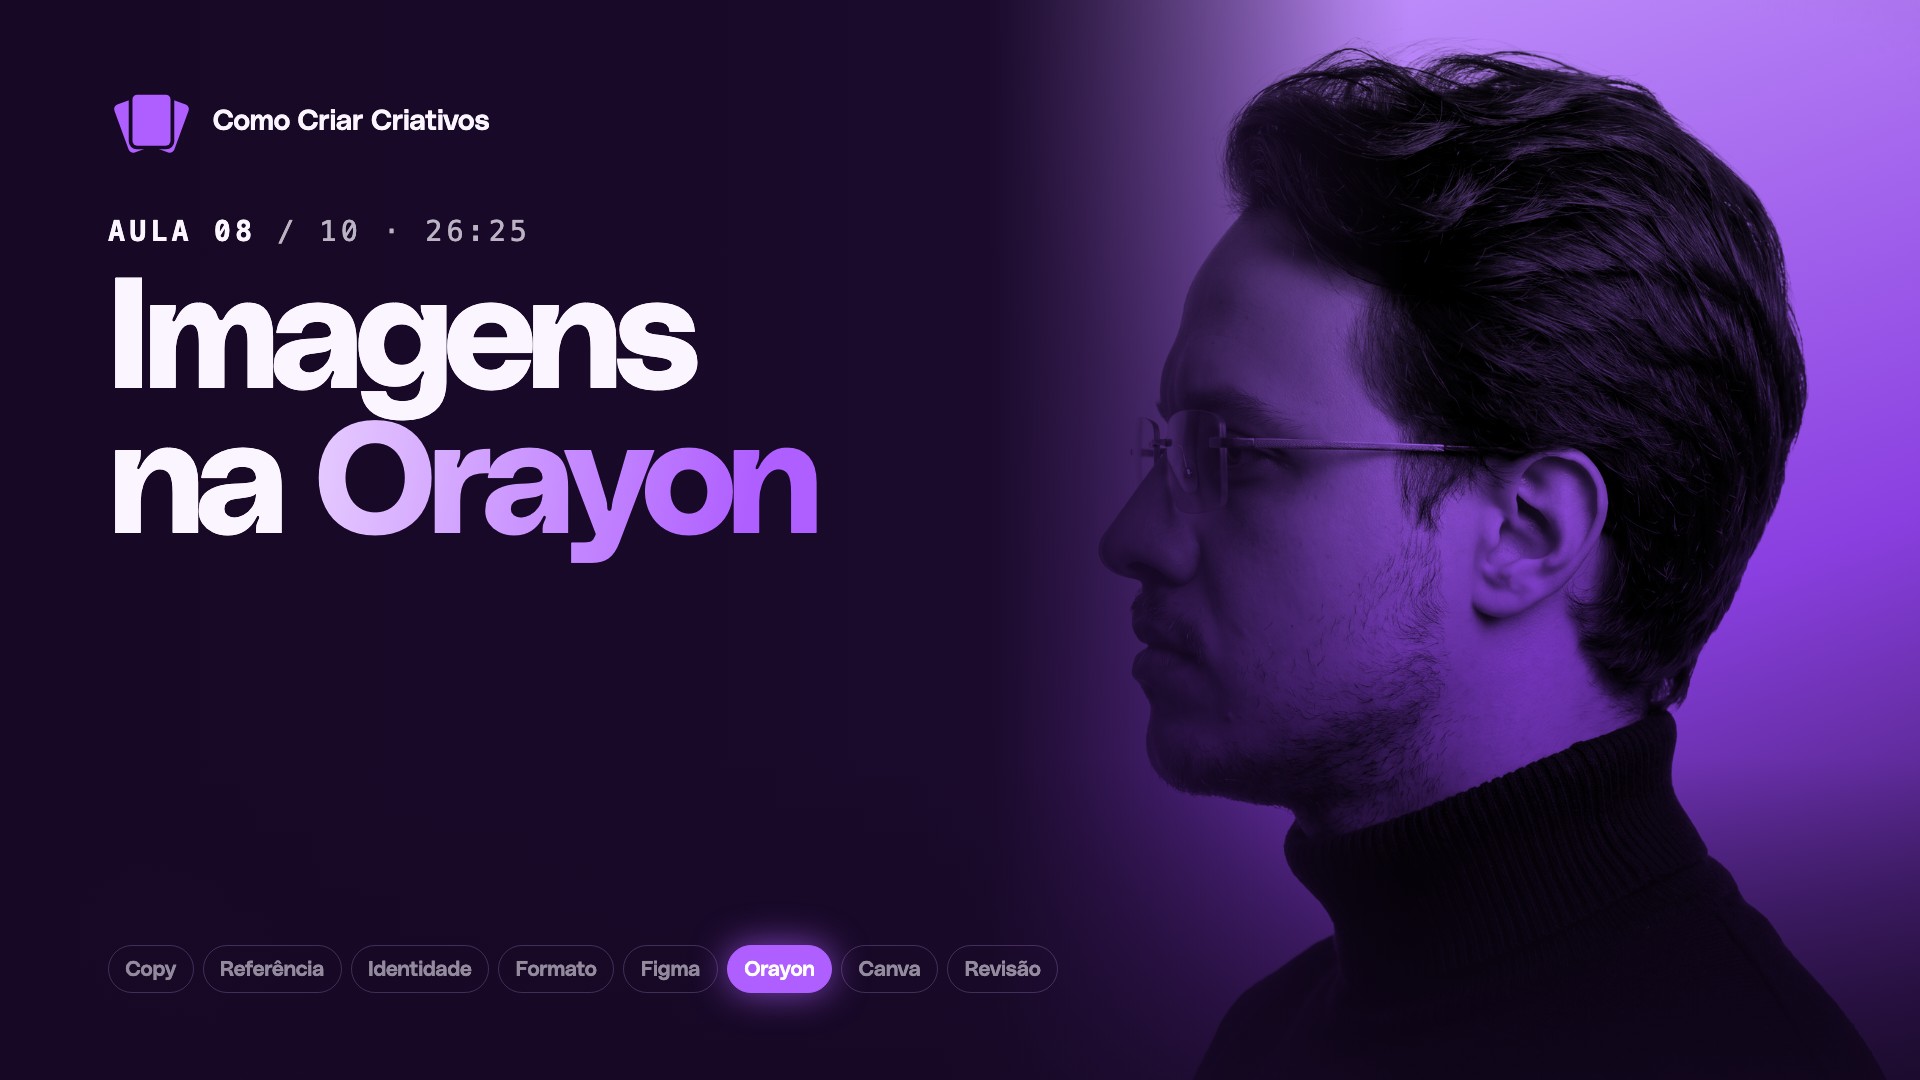 Como Criar Criativos
AULA 08 / 10 · 26:25
Imagens
na Orayon
Copy Referência Identidade Formato Figma Orayon Canva Revisão